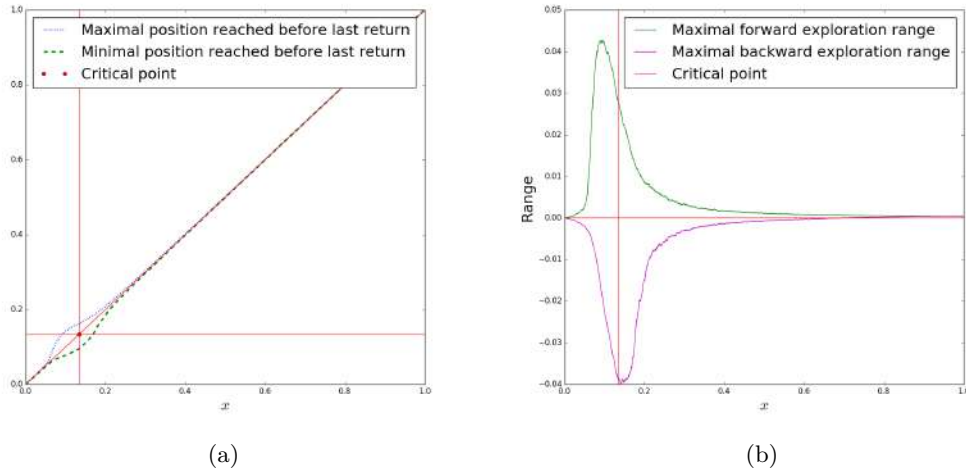 1.0
0.8
0.6
0.4
0.2
0.0
0.0 0.2 0.4 0.6 0.8 1.0
x
Maximal position reached before last return
Minimal position reached before last return
Critical point
(a)
0.05
0.04
0.03
0.02
0.01
0.00
−0.01
−0.02
−0.03
−0.04
Range
0.0 0.2 0.4 0.6 0.8 1.0
x
Maximal forward exploration range
Maximal backward exploration range
Critical point
(b)